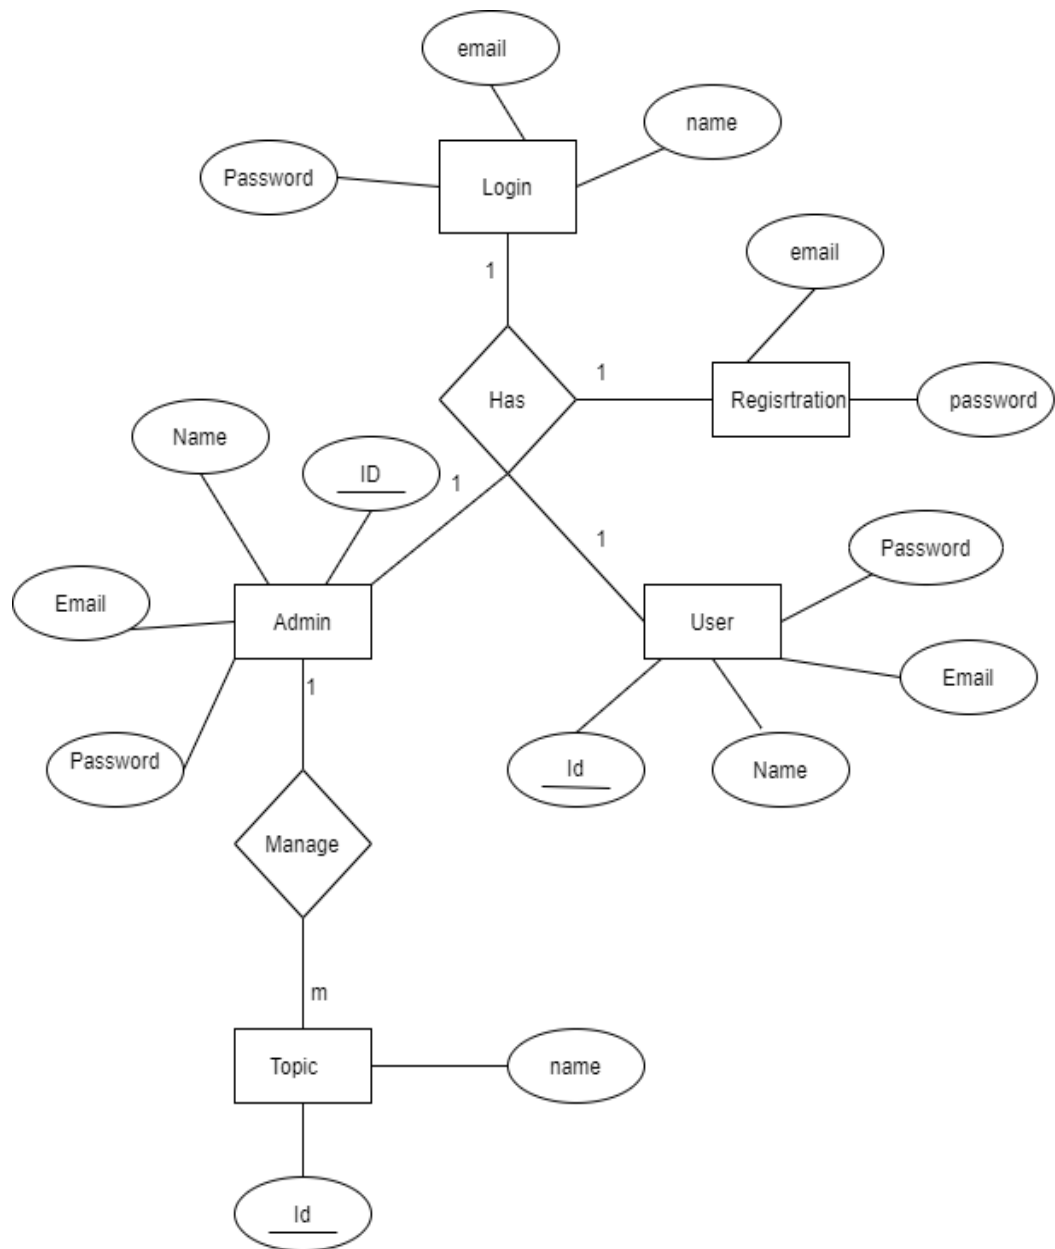 email
name
Password
Login
email
1
1
Has
Regisrtration
password
Name
ID
1
1
Password
Email
Admin
User
Email
1
Password
Id
Name
Manage
m
Topic
name
Id